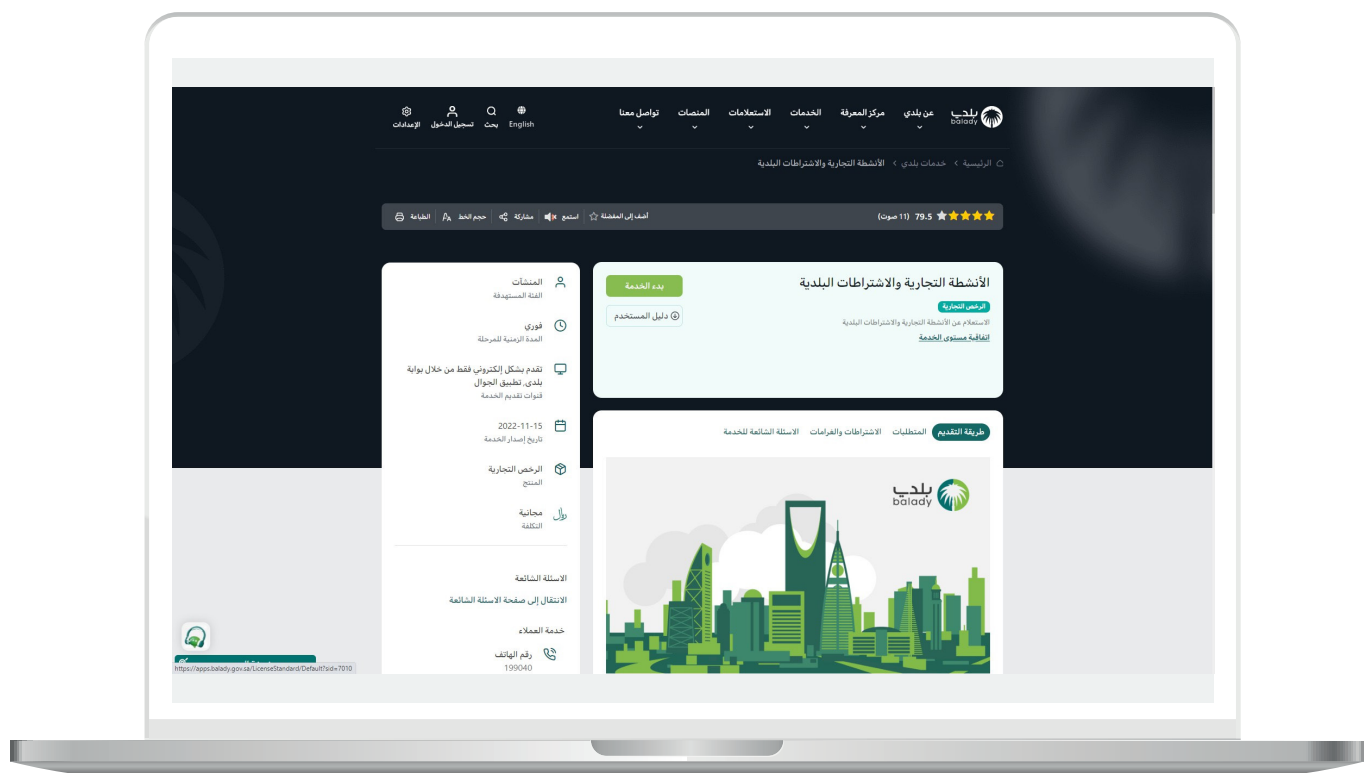 بلدي
balady
عن بلدي
مركز المعرفة
الخدمات
الاستعلامات
المنصات
تواصل معنا
English
بحث
تسجيل الدخول
الإعدادات
الرئيسية > خدمات بلدي > الأنشطة التجارية والاشتراطات البلدية
79.5 (11 صوت)
أضف إلى المفضلة
استمع
مشاركة
حجم الخط
الطباعة
الأنشطة التجارية والاشتراطات البلدية
الرخص التجارية
الاستعلام عن الأنشطة التجارية والاشتراطات البلدية
اتفاقية مستوى الخدمة
بدء الخدمة
دليل المستخدم
طريقة التقديم
المتطلبات
الاشتراطات والغرامات
الاسئلة الشائعة للخدمة
بلدي
balady
المنشآت
الفئة المستهدفة
فوري
المدة الزمنية للمرحلة
تقدم بشكل إلكتروني فقط من خلال بوابة
بلدي, تطبيق الجوال
قنوات تقديم الخدمة
2022-11-15
تاريخ إصدار الخدمة
الرخص التجارية
المنتج
مجانية
التكلفة
الاسئلة الشائعة
الانتقال إلى صفحة الاسئلة الشائعة
خدمة العملاء
رقم الهاتف
199040
https://apps.balady.gov.sa/LicenseStandard/Default?sid=7010